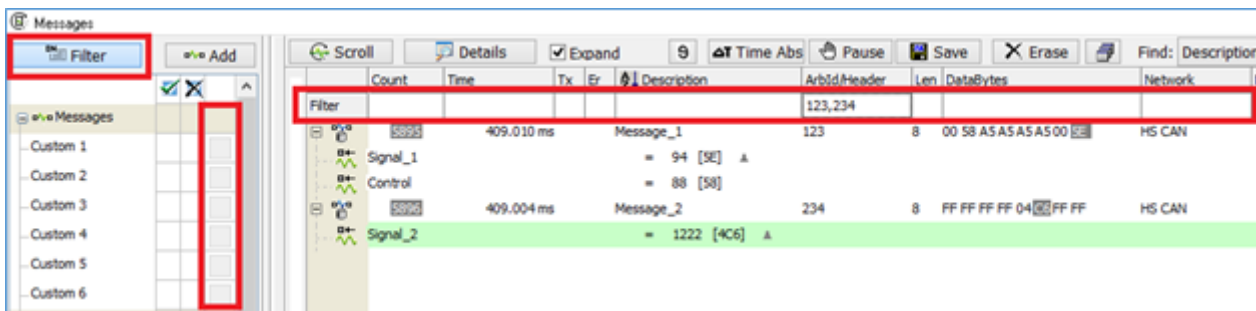 Messages
Filter Add Scroll Details Expand 9 ΔT Time Abs Pause Save Erase Find: Description
Count Time Tx Er Description ArbId/Header Len DataBytes Network
Filter 123,234
Messages
Message_1 409.010 ms 5895 123 8 00 58 A5 A5 A5 A5 00 5E HS CAN
Custom 1
Signal_1 = 94 [5E]
Custom 2
Control = 88 [58]
Custom 3
5896 409.004 ms Message_2 234 8 FF FF FF FF 04 C6 FF FF HS CAN
Custom 4
Signal_2 = 1222 [4C6]
Custom 5
Custom 6